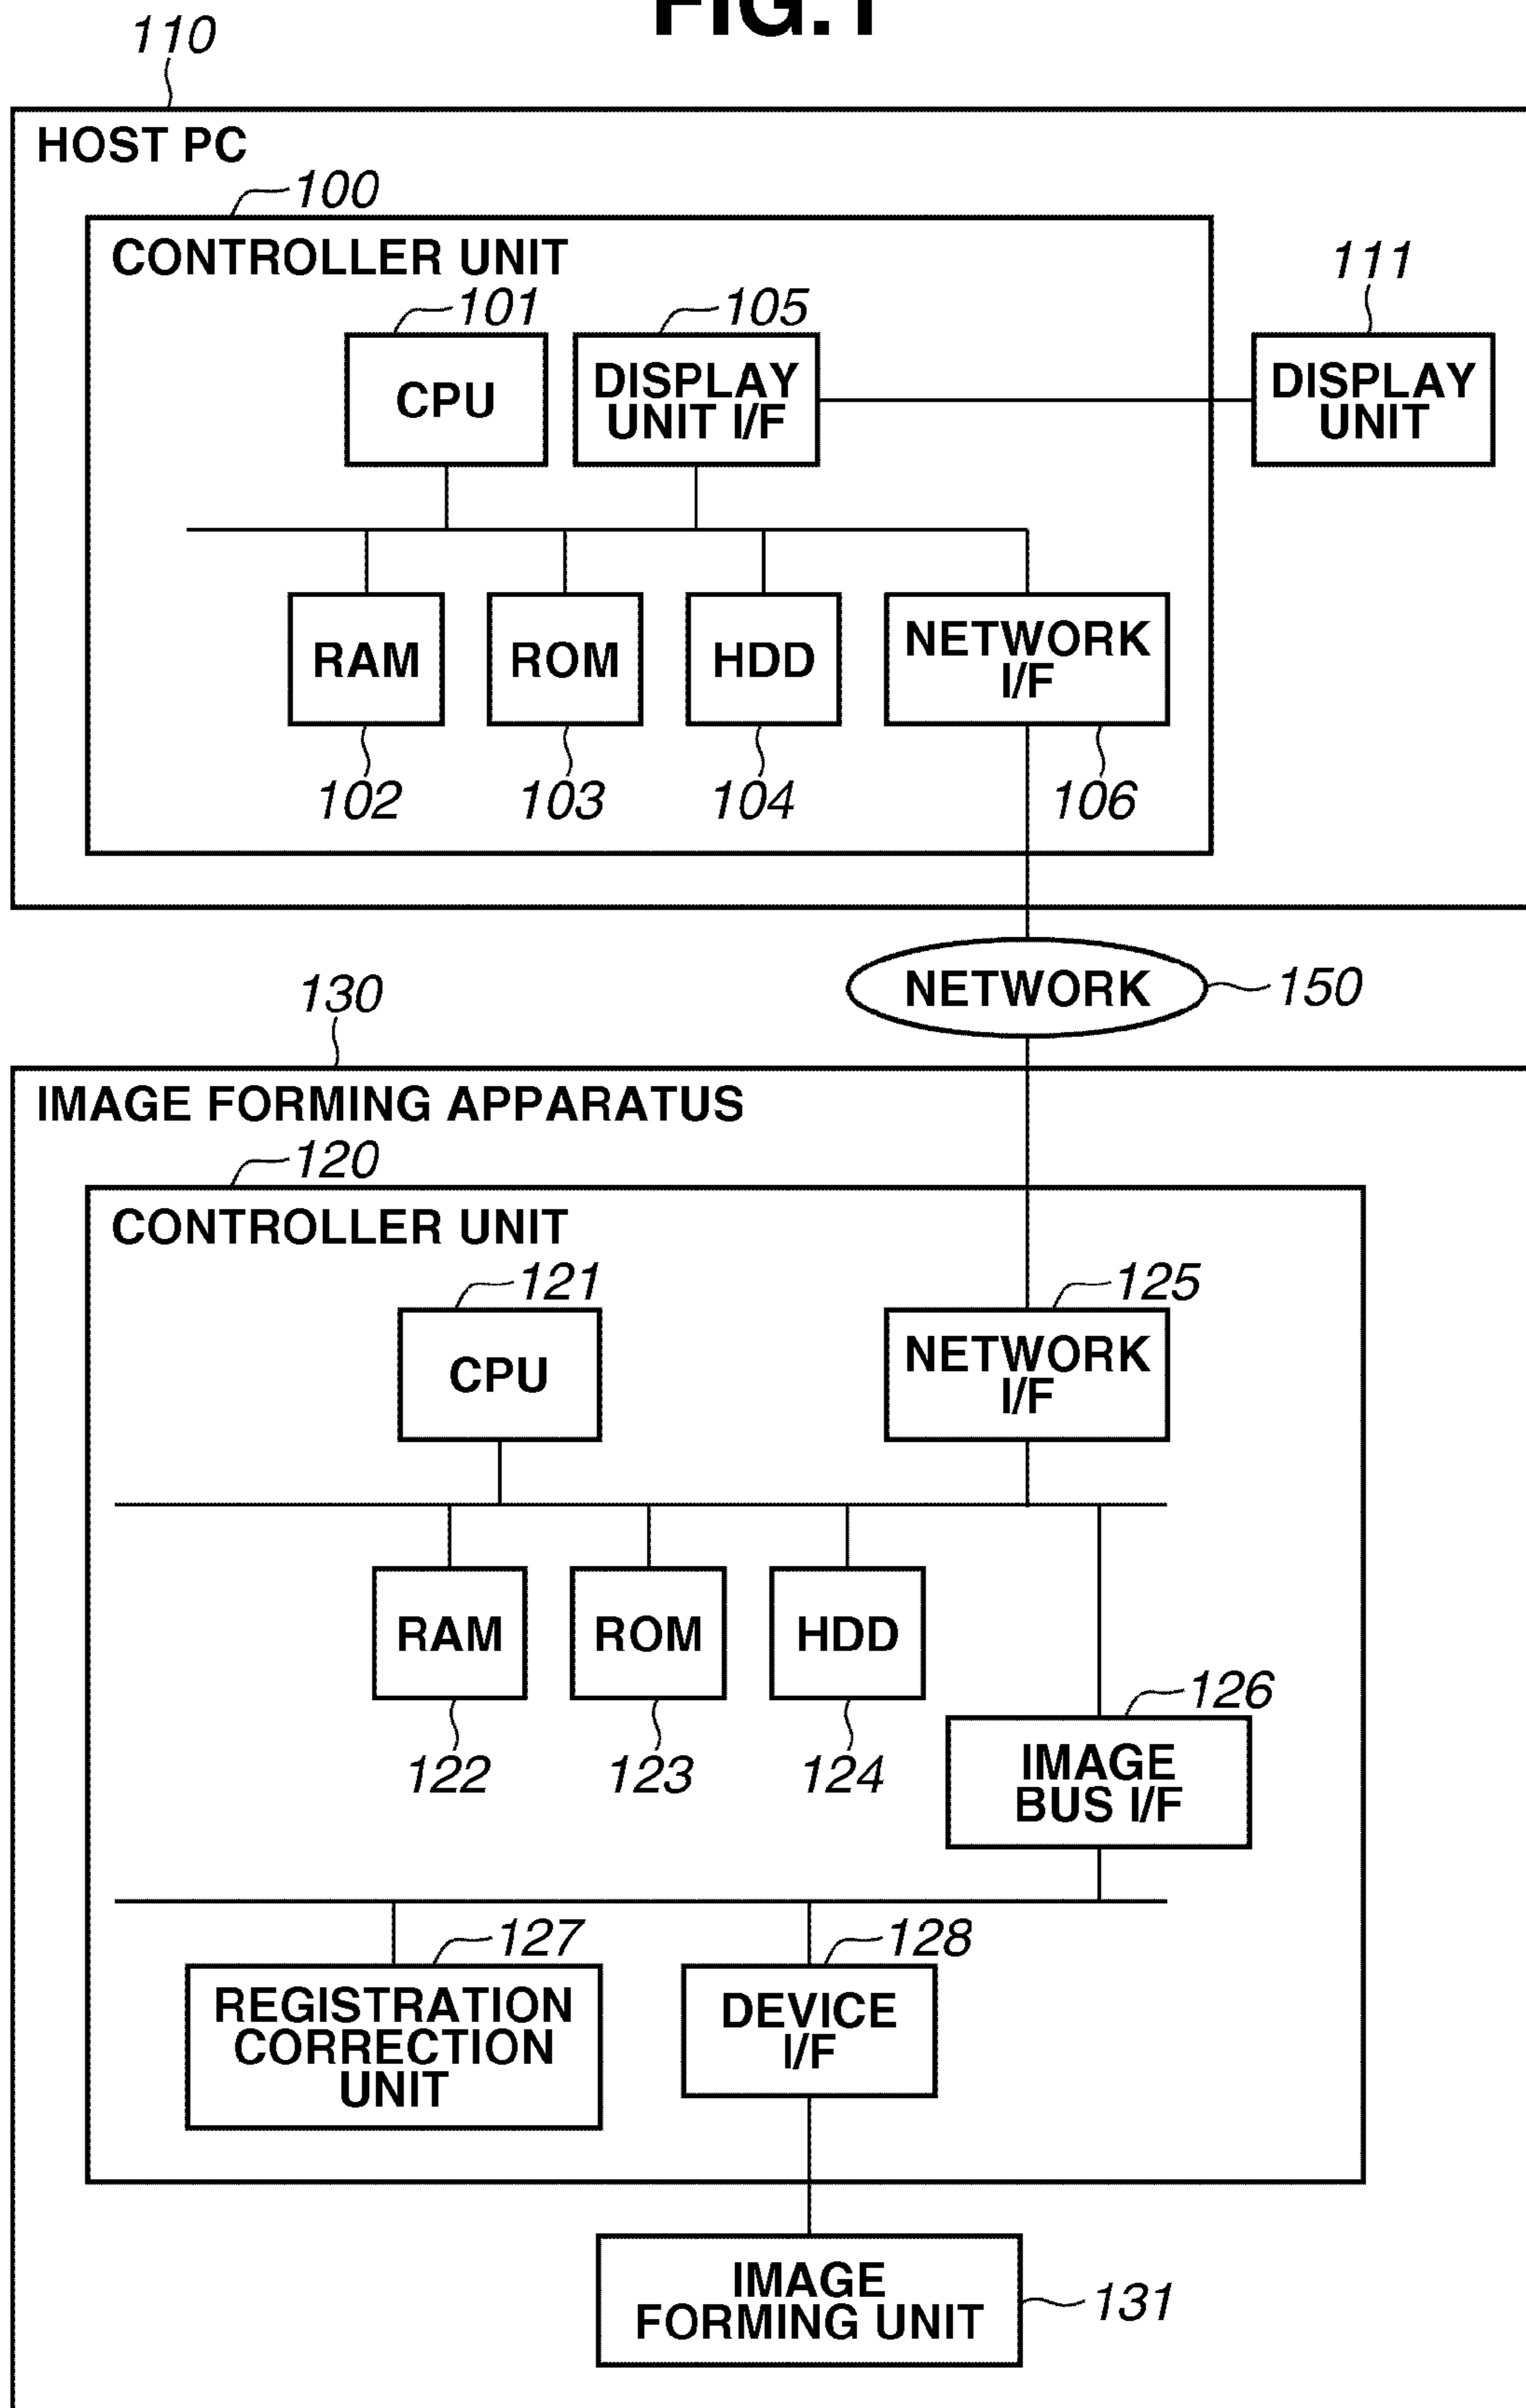 FIG.1
110
HOST PC
100
CONTROLLER UNIT
101
105
111
CPU
DISPLAY
UNIT I/F
DISPLAY
UNIT
RAM
ROM
HDD
NETWORK
I/F
102
103
104
106
NETWORK
150
130
IMAGE FORMING APPARATUS
120
CONTROLLER UNIT
121
125
CPU
NETWORK
I/F
RAM
ROM
HDD
122
123
124
126
IMAGE
BUS I/F
127
128
REGISTRATION
CORRECTION
UNIT
DEVICE
I/F
IMAGE
FORMING UNIT
131